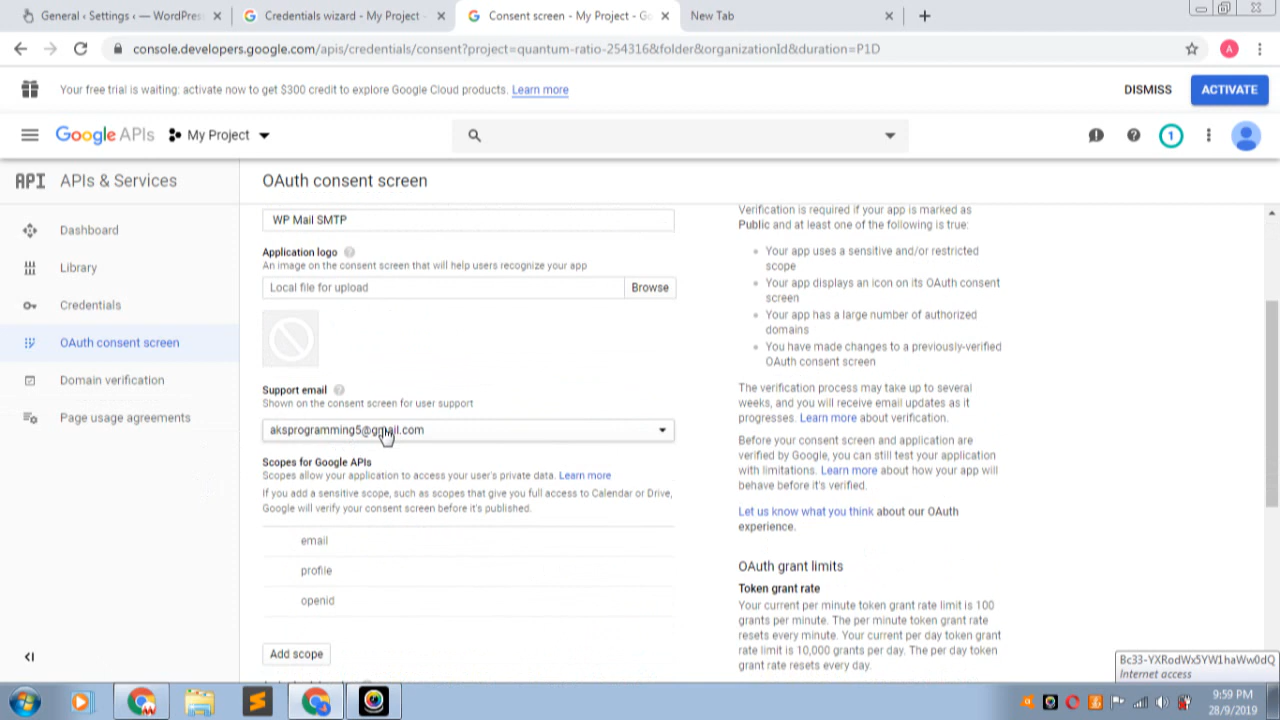 General ‹ Settings ‹ — WordPres
Credentials wizard - My Project -
Consent screen - My Project - Go
New Tab
console.developers.google.com/apis/credentials/consent?project=quantum-ratio-254316&folder&organizationId&duration=P1D
A
Your free trial is waiting: activate now to get $300 credit to explore Google Cloud products. Learn more
DISMISS
ACTIVATE
Google APIs
My Project
1
API APIs & Services
OAuth consent screen
Dashboard
Library
Credentials
OAuth consent screen
Domain verification
Page usage agreements
WP Mail SMTP
Application logo
An image on the consent screen that will help users recognize your app
Local file for upload
Browse
Support email
Shown on the consent screen for user support
aksprogramming5@gmail.com
Scopes for Google APIs
Scopes allow your application to access your user's private data. Learn more
If you add a sensitive scope, such as scopes that give you full access to Calendar or Drive,
Google will verify your consent screen before it's published.
email
profile
openid
Add scope
Verification is required if your app is marked as
Public and at least one of the following is true:
Your app uses a sensitive and/or restricted
scope
Your app displays an icon on its OAuth consent
screen
Your app has a large number of authorized
domains
You have made changes to a previously-verified
OAuth consent screen
The verification process may take up to several
weeks, and you will receive email updates as it
progresses. Learn more about verification.
Before your consent screen and application are
verified by Google, you can still test your application
with limitations. Learn more about how your app will
behave before it's verified.
Let us know what you think about our OAuth
experience.
OAuth grant limits
Token grant rate
Your current per minute token grant rate limit is 100
grants per minute. The per minute token grant rate
resets every minute. Your current per day token grant
rate limit is 10,000 grants per day. The per day token
grant rate resets every day.
Bc33-YXRodWx5YW1haWw0dQ
Internet access
9:59 PM
28/9/2019